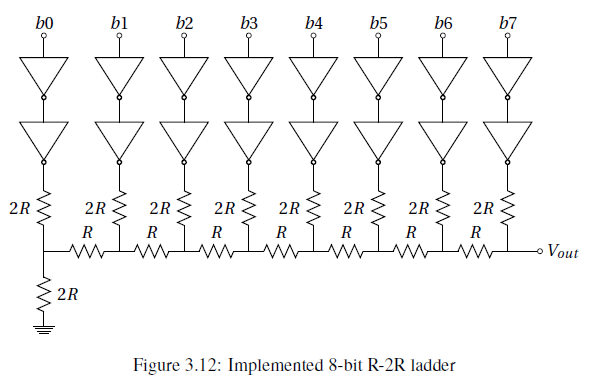 b0 b1 b2 b3 b4 b5 b6 b7
2R 2R 2R 2R 2R 2R 2R 2R
R R R R R R R
Vout
2R
Figure 3.12: Implemented 8-bit R-2R ladder